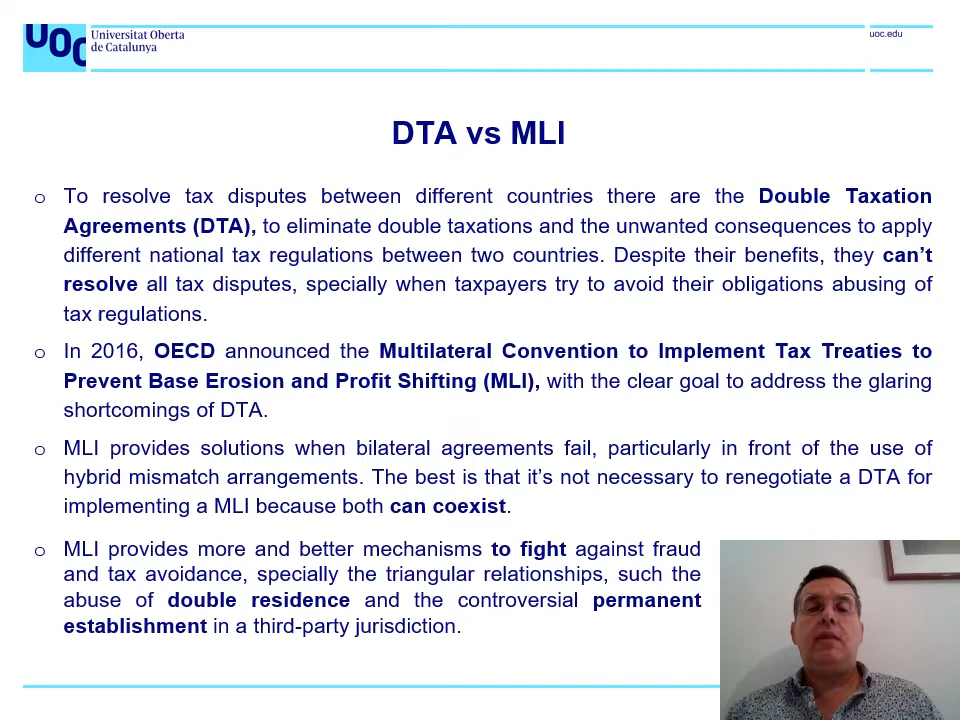 UOC
Universitat Oberta
de Catalunya
uoc.edu
DTA vs MLI
o To resolve tax disputes between different countries there are the Double Taxation
Agreements (DTA), to eliminate double taxations and the unwanted consequences to apply
different national tax regulations between two countries. Despite their benefits, they can’t
resolve all tax disputes, specially when taxpayers try to avoid their obligations abusing of
tax regulations.
o In 2016, OECD announced the Multilateral Convention to Implement Tax Treaties to
Prevent Base Erosion and Profit Shifting (MLI), with the clear goal to address the glaring
shortcomings of DTA.
o MLI provides solutions when bilateral agreements fail, particularly in front of the use of
hybrid mismatch arrangements. The best is that it’s not necessary to renegotiate a DTA for
implementing a MLI because both can coexist.
o MLI provides more and better mechanisms to fight against fraud
and tax avoidance, specially the triangular relationships, such the
abuse of double residence and the controversial permanent
establishment in a third-party jurisdiction.